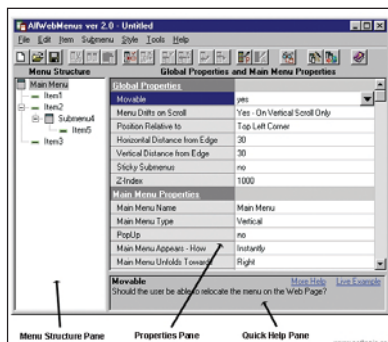 AllWebMenus ver 2.0 - Untitled
File Edit Item Submenu Style Tools Help
Menu Structure
Global Properties and Main Menu Properties
Main Menu
Item1
Item2
Submenu4
Item5
Item3
Global Properties
Movable yes
Menu Drifts on Scroll Yes - On Vertical Scroll Only
Position Relative to Top Left Corner
Horizontal Distance from Edge 30
Vertical Distance from Edge 30
Sticky Submenus no
Z-Index 1000
Main Menu Properties
Main Menu Name Main Menu
Main Menu Type Vertical
PopUp no
Main Menu Appears - How Instantly
Main Menu Unfolds Towards Right
Movable More Help Live Example
Should the user be able to relocate the menu on the Web Page?
Menu Structure Pane
Properties Pane
Quick Help Pane